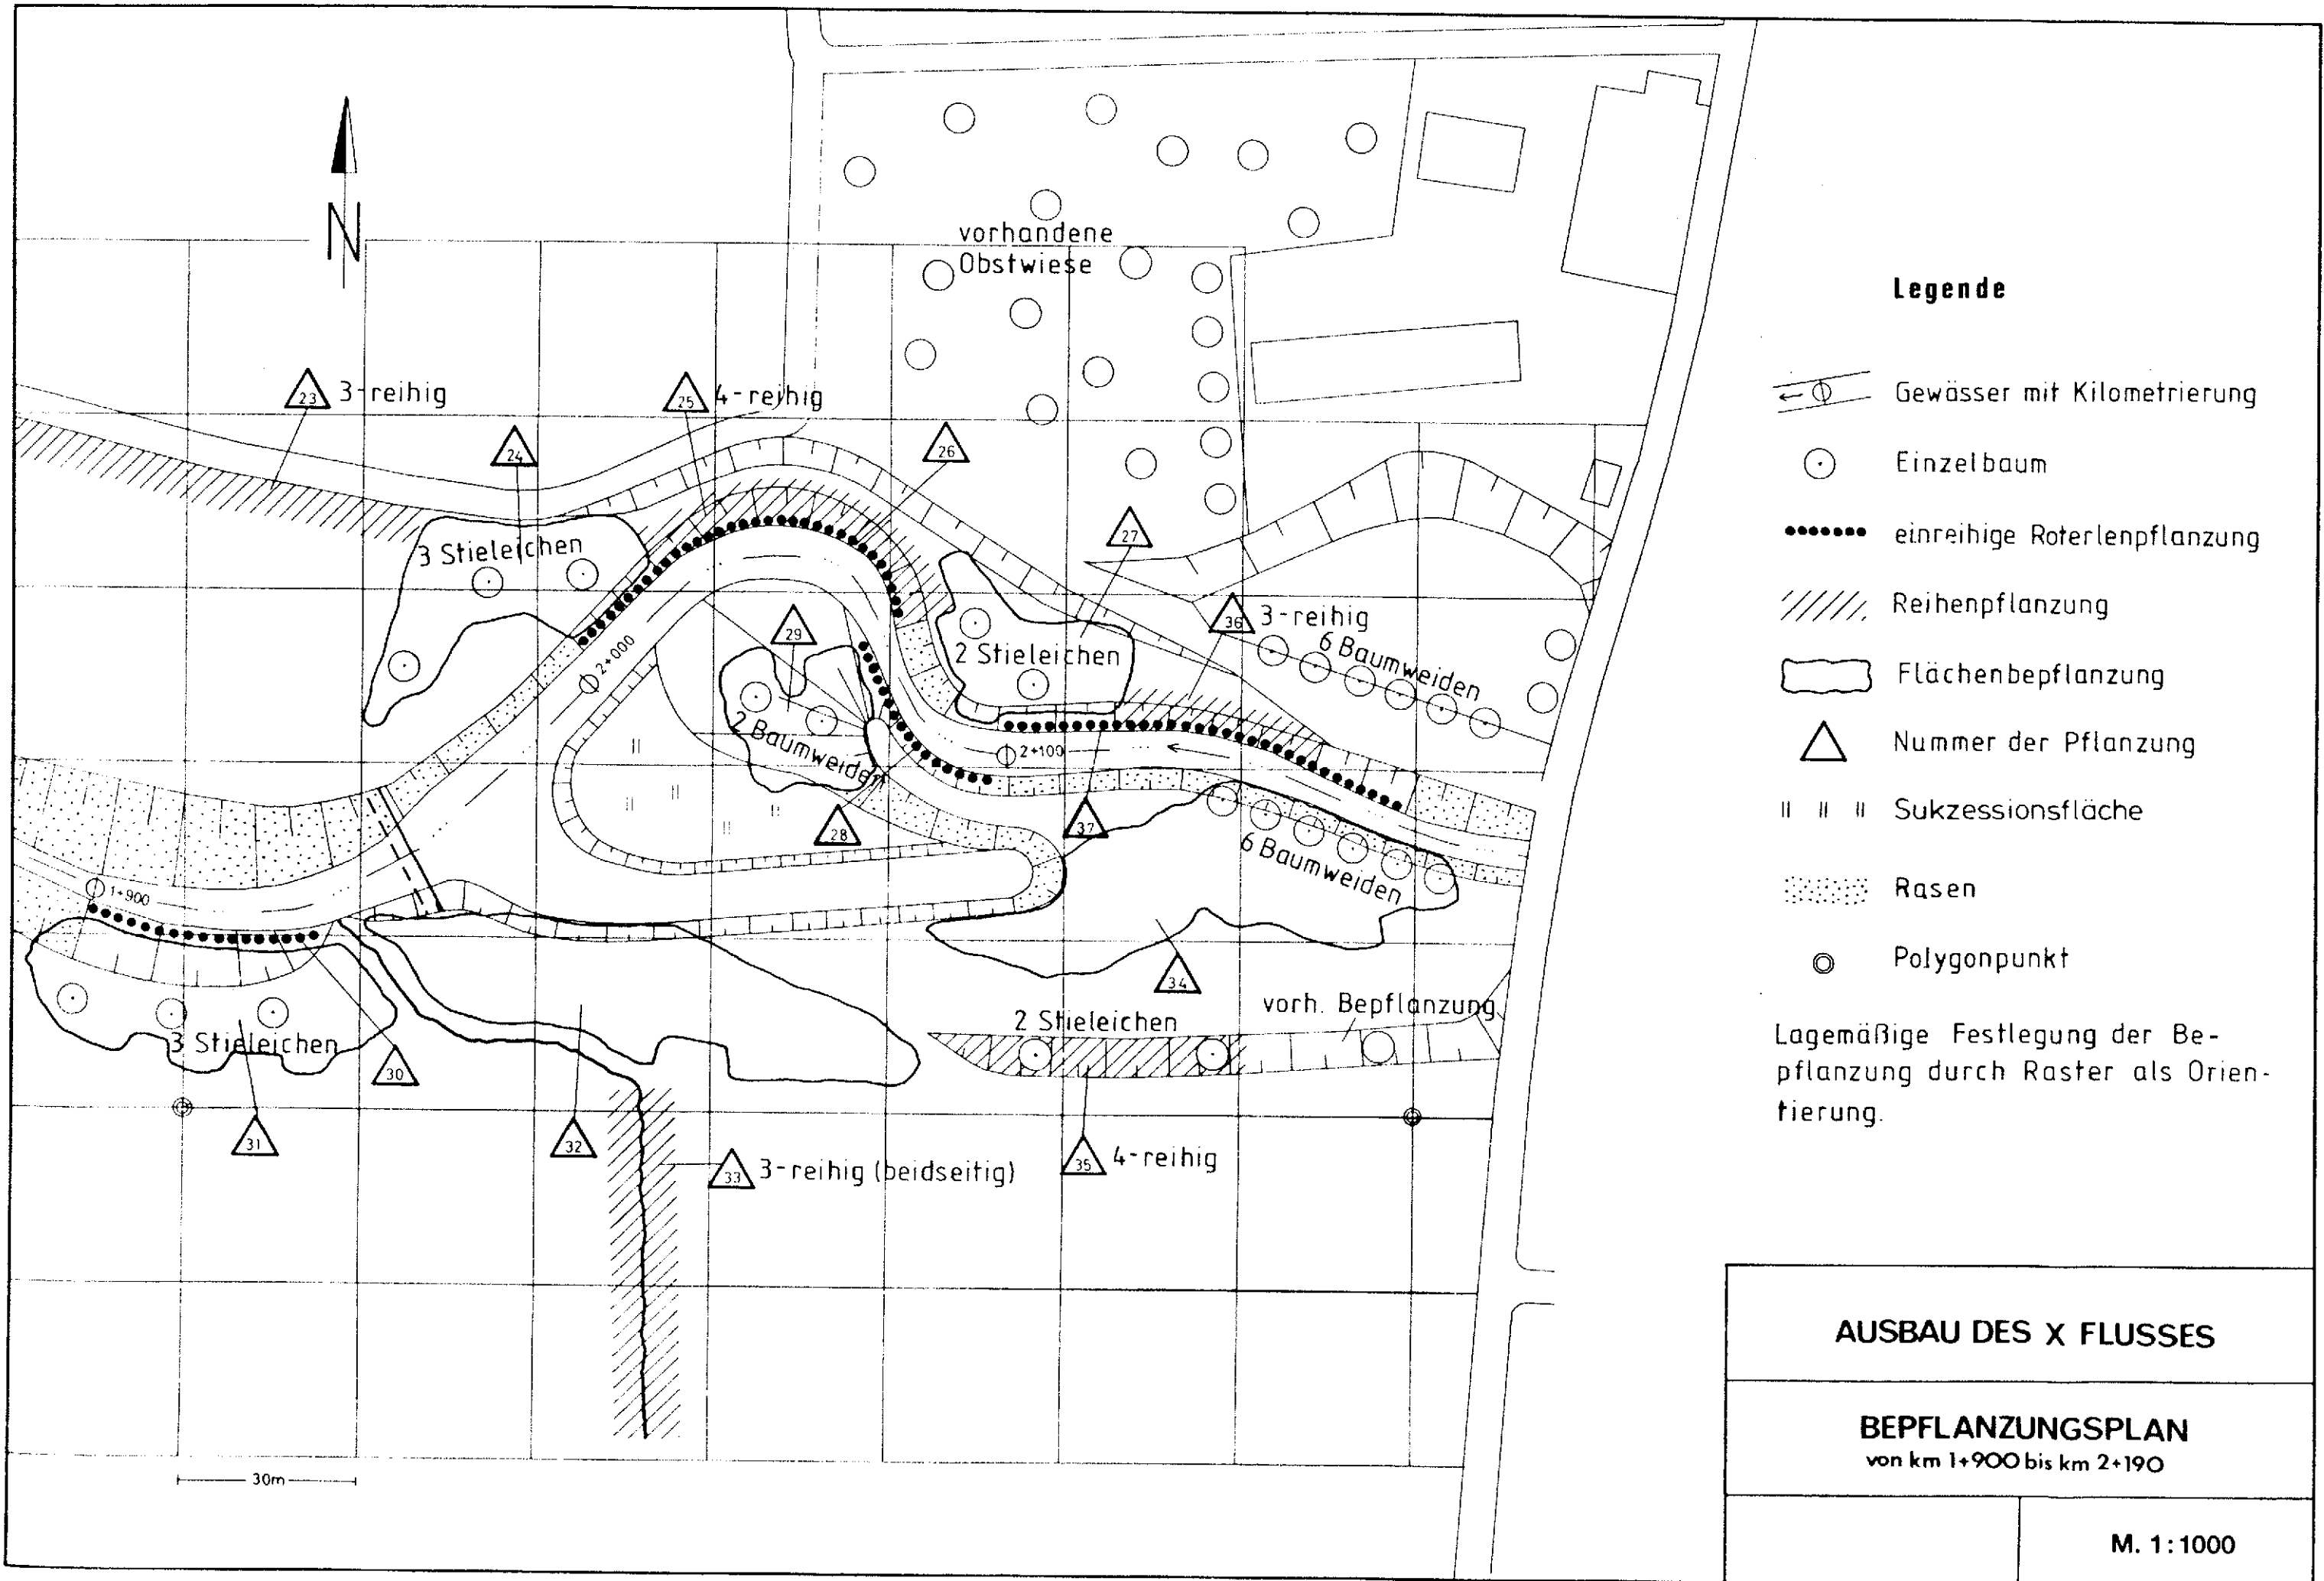 N
vorhandene
Obstwiese
23 3-reihig
25 4-reihig
24
26
3 Stieleichen
27
29
36 3-reihig
2 Stieleichen
6 Baumweiden
2+000
2 Baumweiden
2+100
28
37
6 Baumweiden
1+900
34
3 Stieleichen
30
2 Stieleichen
vorh. Bepflanzung
31
32
33 3-reihig (beidseitig)
35 4-reihig
30m
Legende
Gewässer mit Kilometrierung
Einzelbaum
einreihige Roterlenpflanzung
Reihenpflanzung
Flächenbepflanzung
Nummer der Pflanzung
Sukzessionsfläche
Rasen
Polygonpunkt
Lagemäßige Festlegung der Be-
pflanzung durch Raster als Orien-
tierung.
AUSBAU DES X FLUSSES
BEPFLANZUNGSPLAN
von km 1+900 bis km 2+190
M. 1:1000